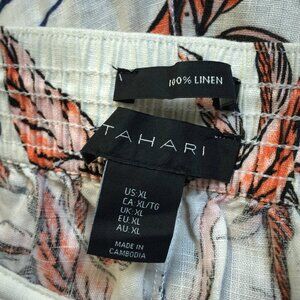 100% LINEN
TAHARI
US:XL
CA:XL/TG
UK:XL
EU:XL
AU:XL
MADE IN
CAMBODIA